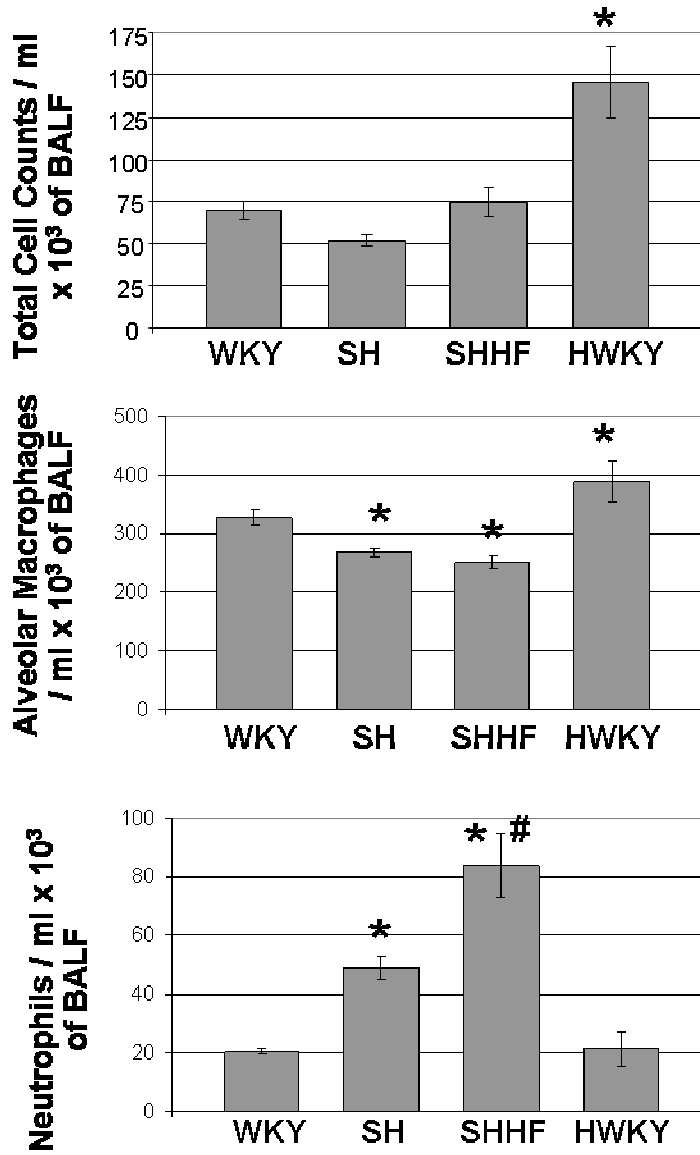 Total Cell Counts / ml
x 10³ of BALF
175
150
125
100
75
50
25
0
*
WKY SH SHHF HWKY
Alveolar Macrophages
/ ml x 10³ of BALF
500
400
300
200
100
0
* * *
WKY SH SHHF HWKY
Neutrophils / ml x 10³
of BALF
100
80
60
40
20
0
* * #
WKY SH SHHF HWKY